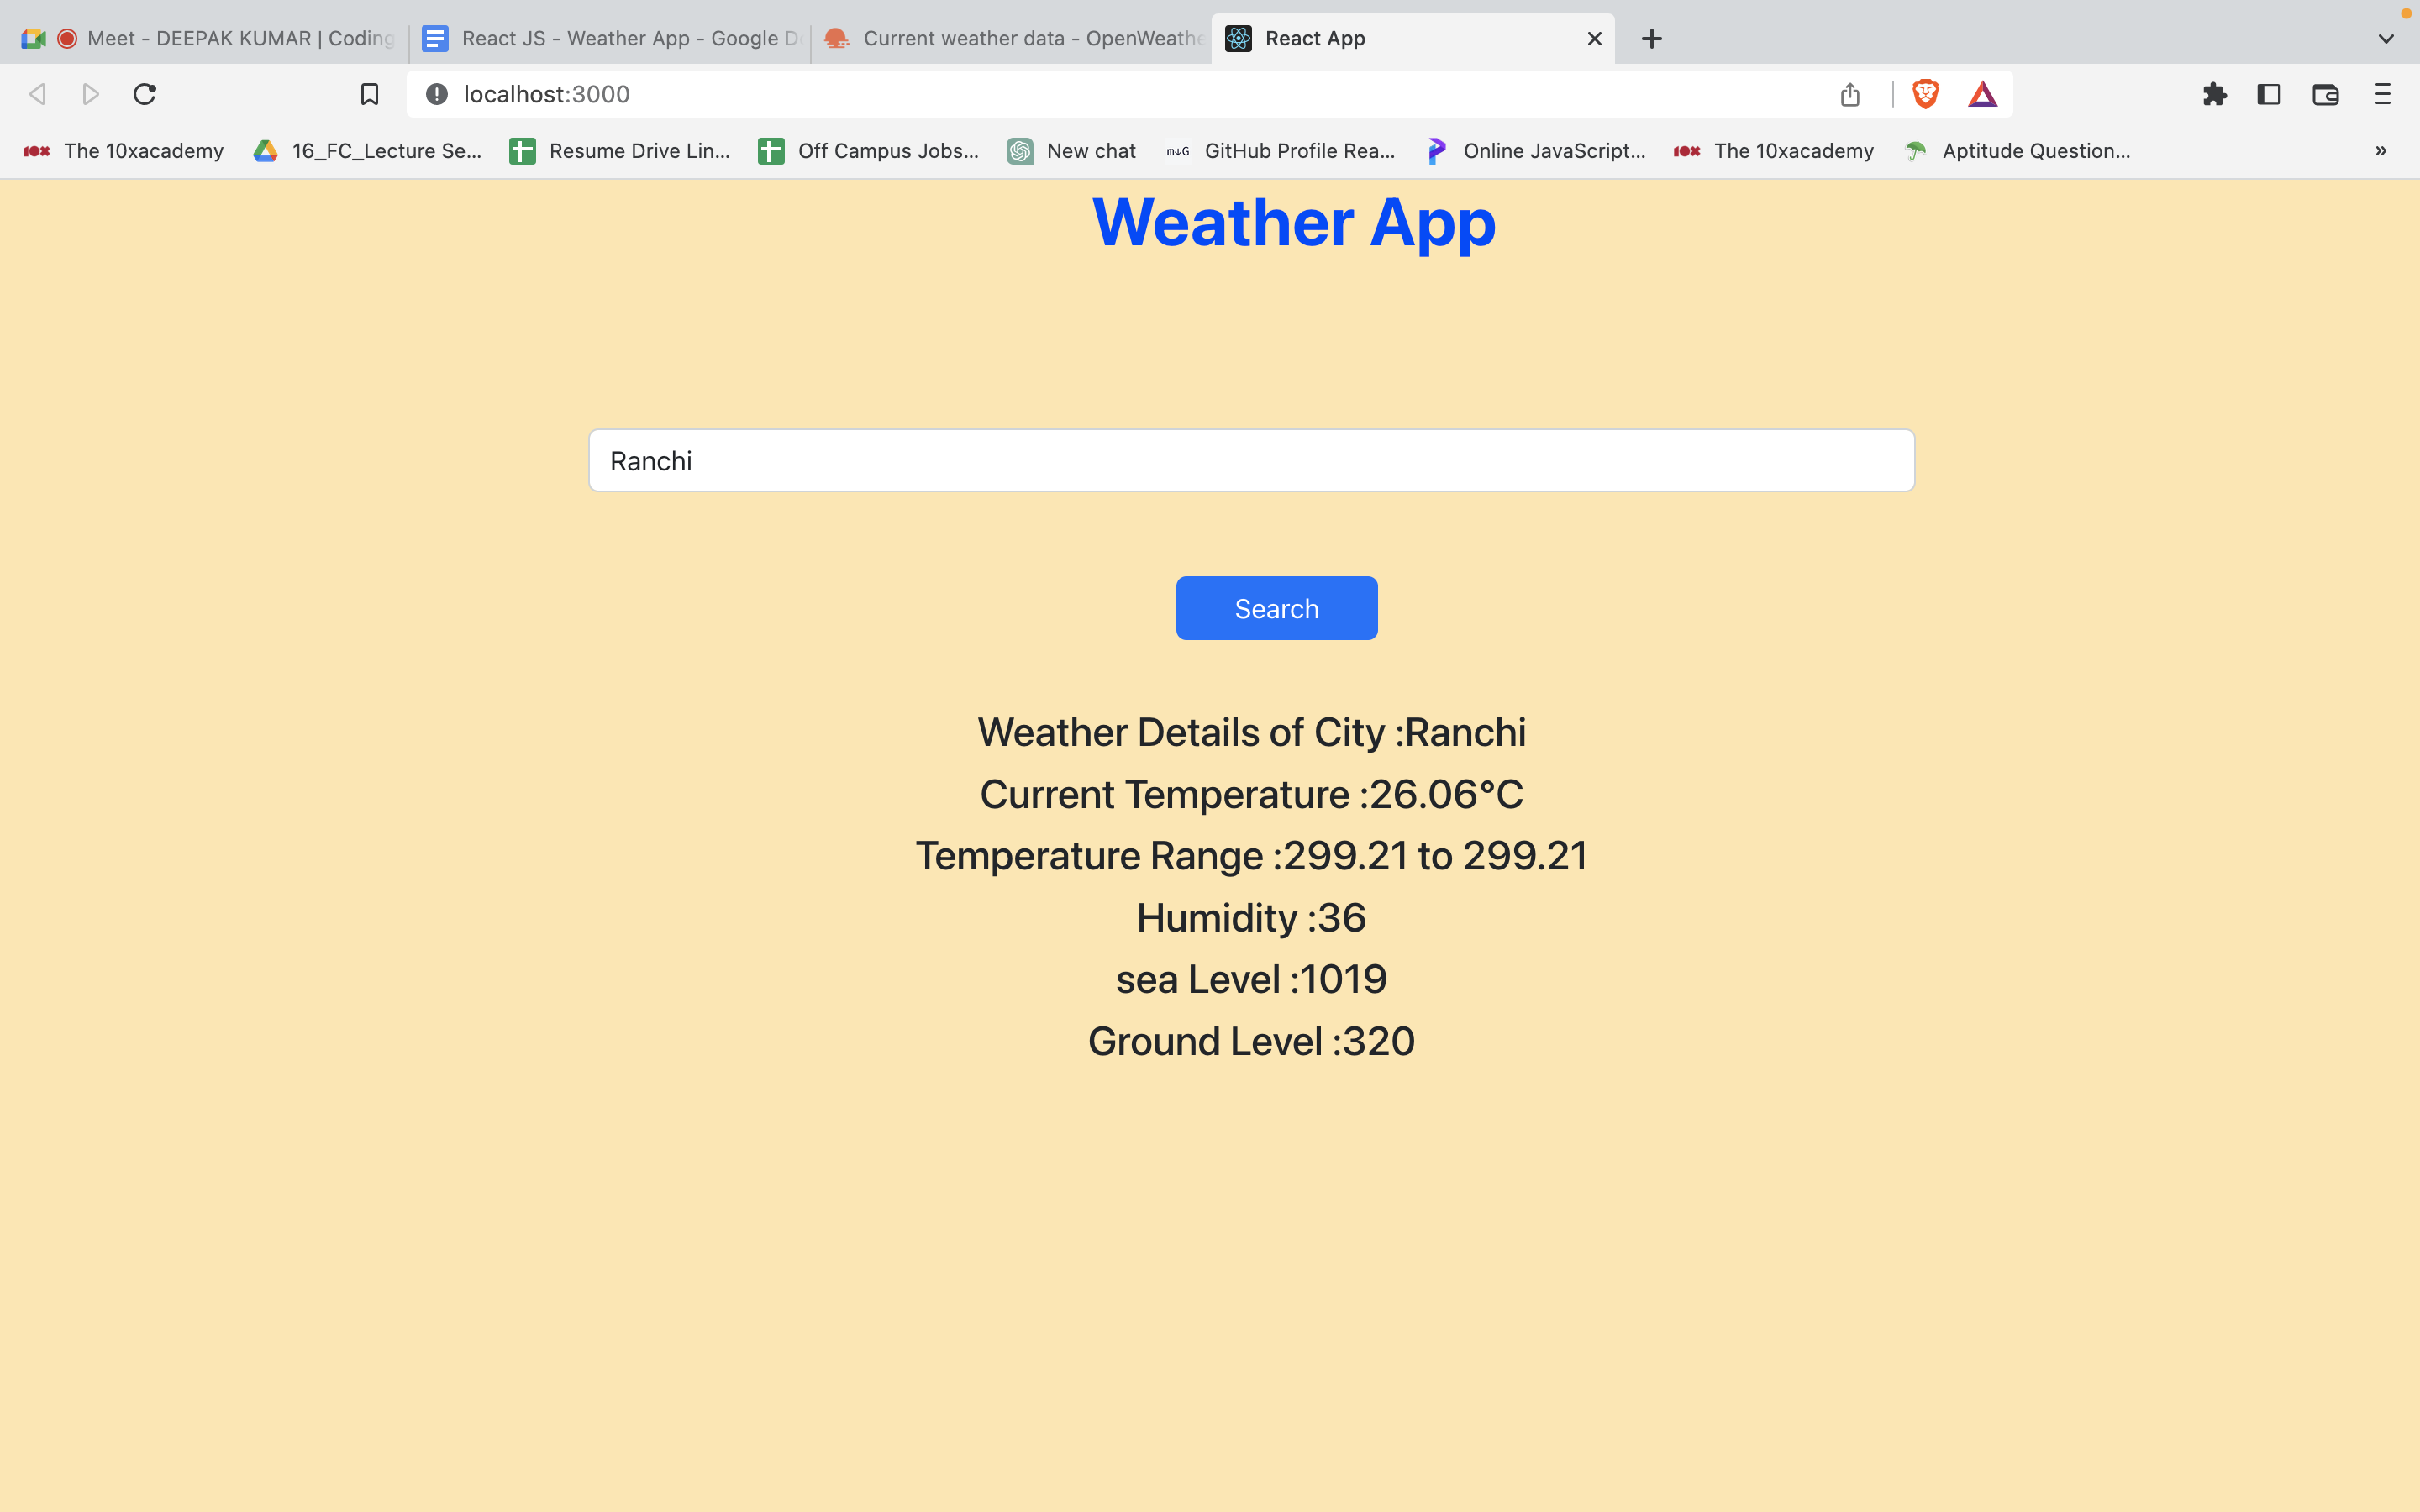 Meet - DEEPAK KUMAR | Coding
React JS - Weather App - Google D
Current weather data - OpenWeathe
React App
localhost:3000
The 10xacademy
16_FC_Lecture Se...
Resume Drive Lin...
Off Campus Jobs...
New chat
GitHub Profile Rea...
Online JavaScript...
The 10xacademy
Aptitude Question...
»
Weather App
Ranchi
Search
Weather Details of City :Ranchi
Current Temperature :26.06°C
Temperature Range :299.21 to 299.21
Humidity :36
sea Level :1019
Ground Level :320